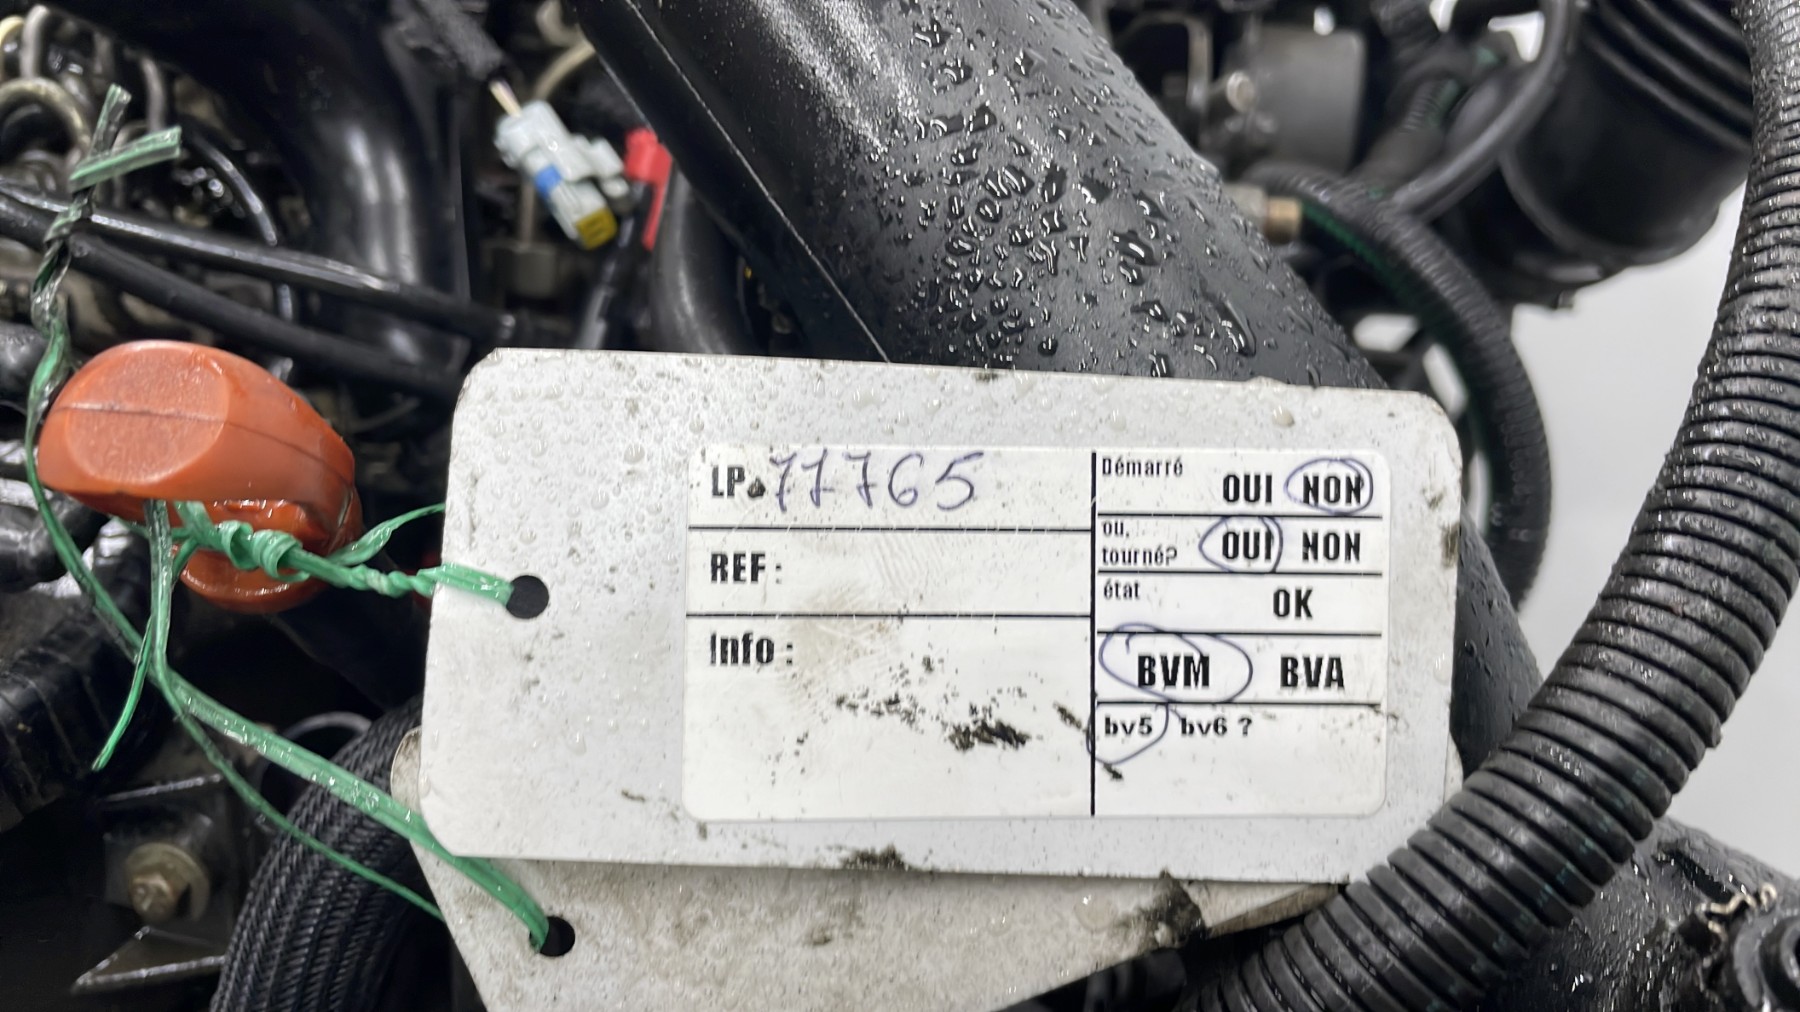 LP. 77765
REF :
Info :
Démarré OUI NON
ou, tourné? OUI NON
état OK
BVM BVA
bv5 bv6 ?